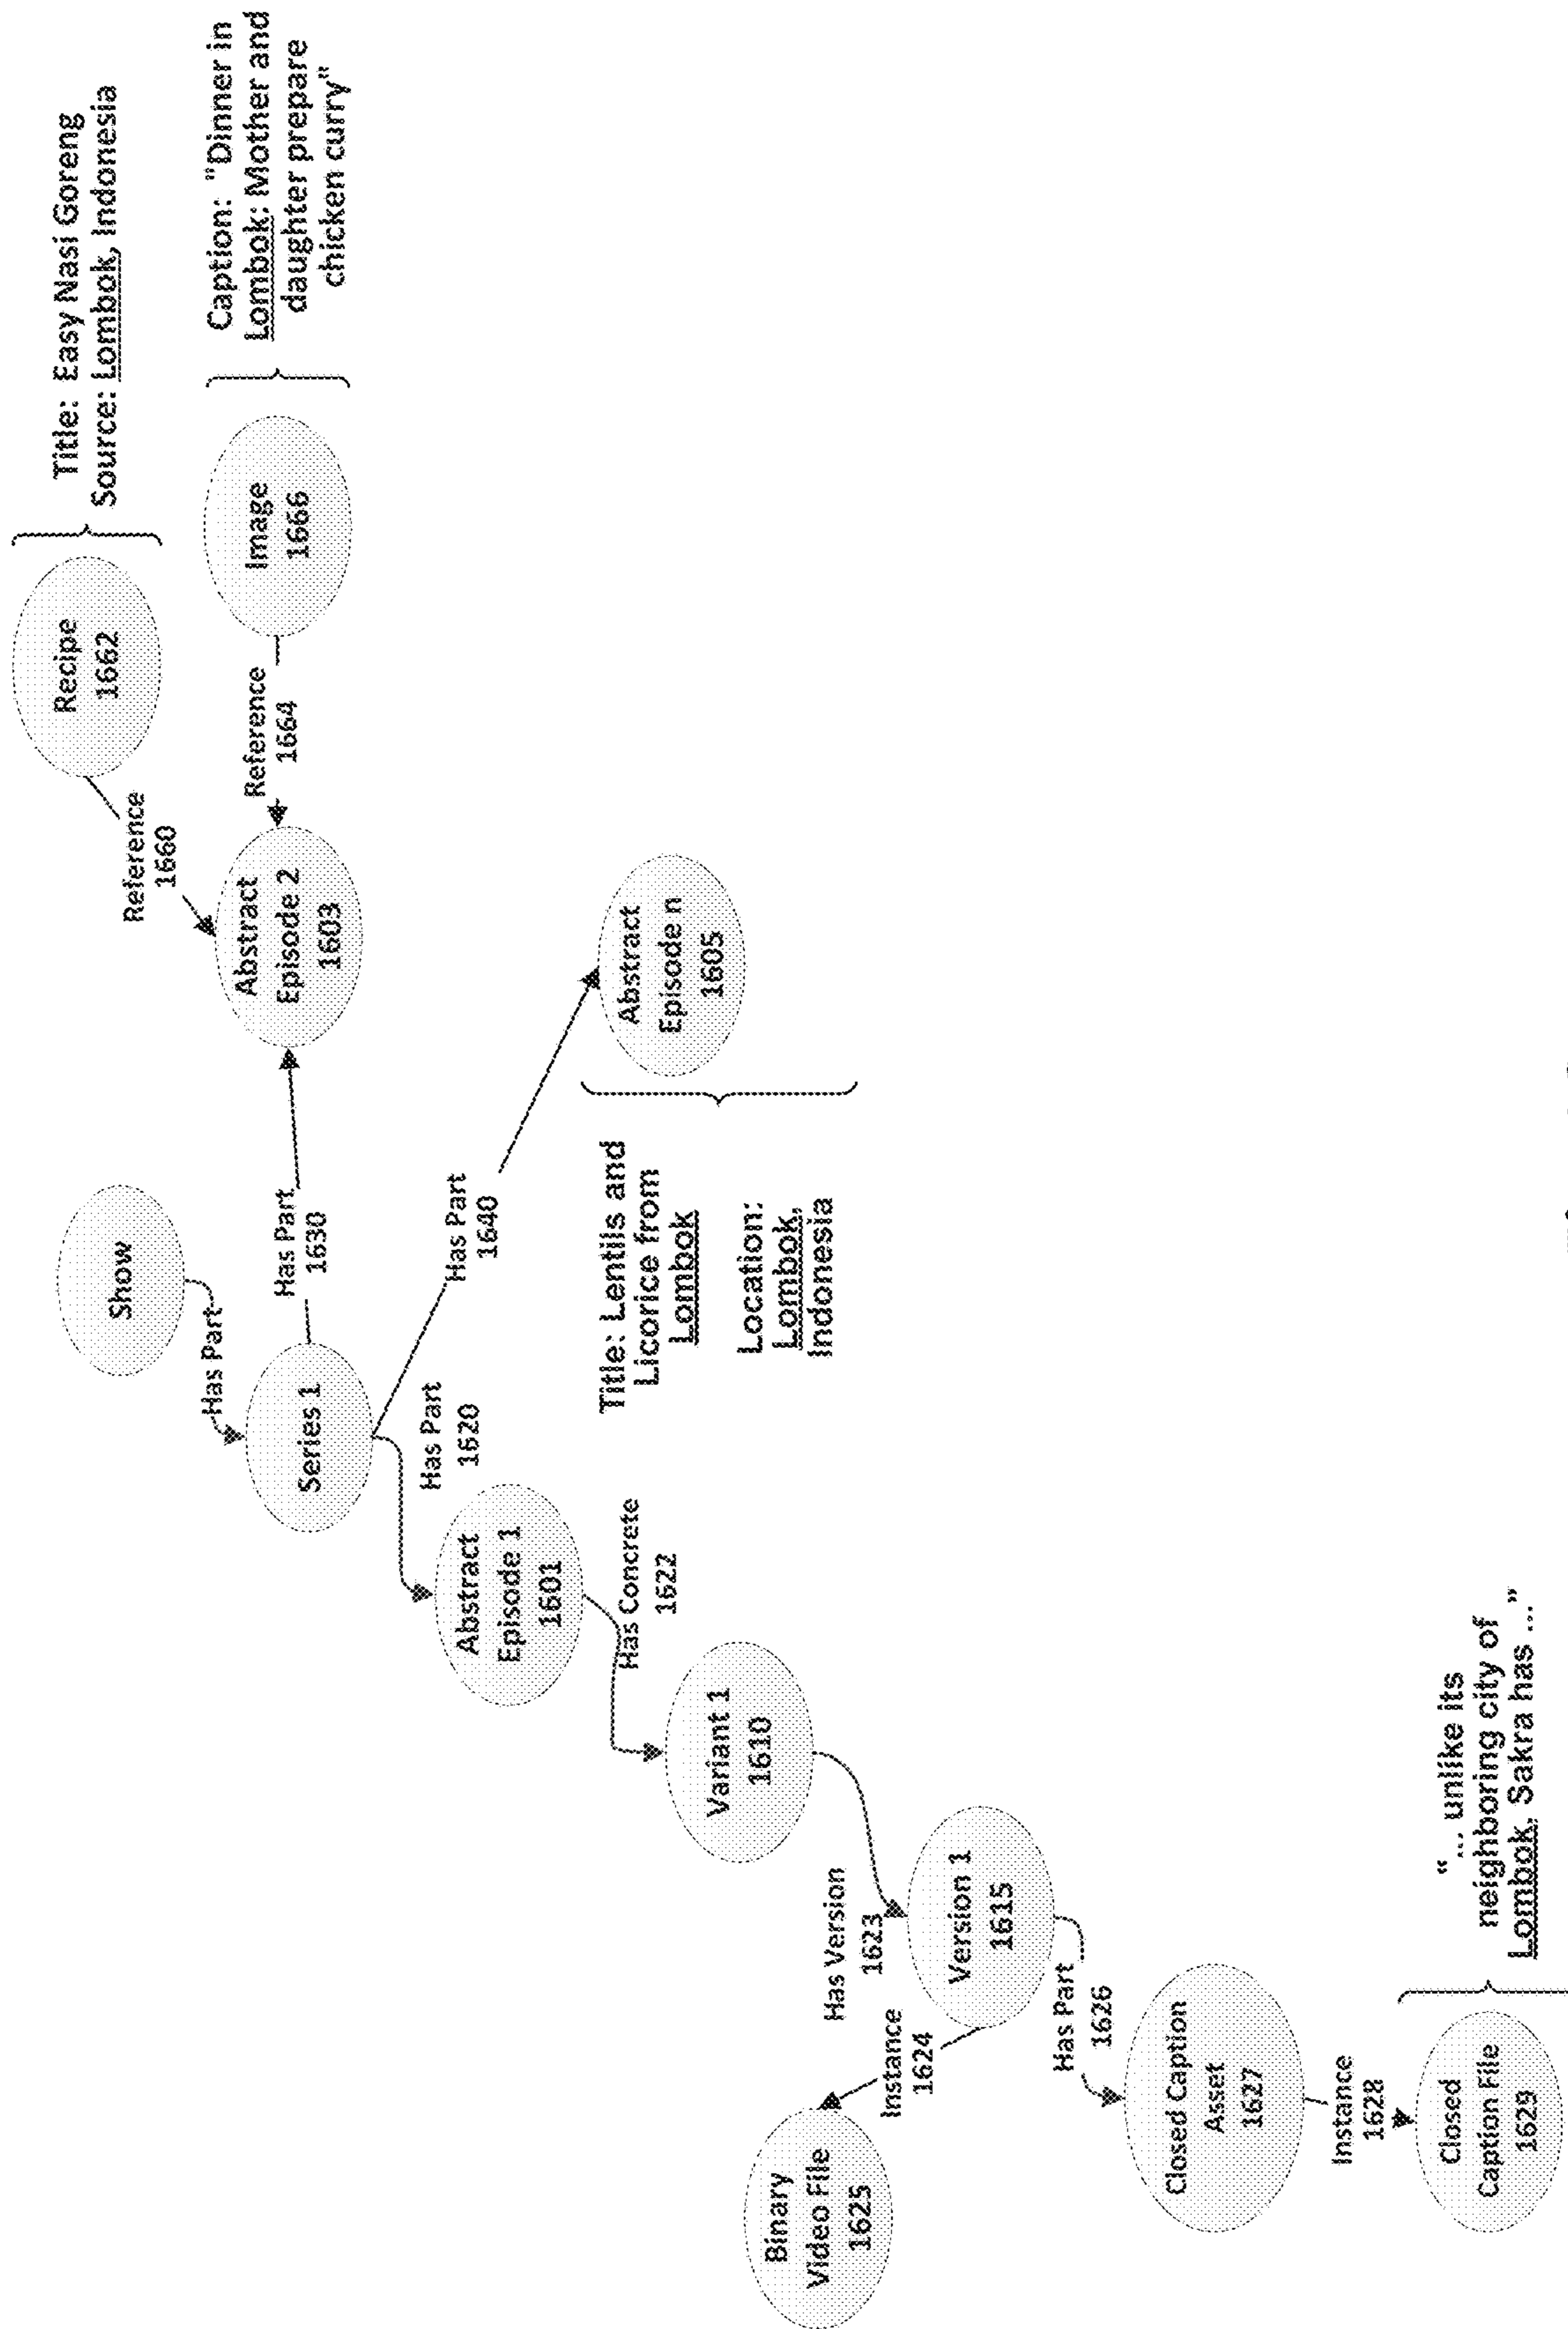 Title: Easy Nasi Goreng
Source: Lombok, Indonesia
Recipe
1662
Reference
1660
Caption: "Dinner in
Lombok: Mother and
daughter prepare
chicken curry"
Image
1666
Reference
1664
Abstract
Episode 2
1603
Show
Has Part
Series 1
Has Part
1630
Has Part
1640
Abstract
Episode n
1605
Title: Lentils and
Licorice from
Lombok
Location:
Lombok,
Indonesia
Has Part
1620
Abstract
Episode 1
1601
Has Concrete
1622
Variant 1
1610
Has Version
1623
Version 1
1615
Instance
1624
Binary
Video File
1625
Has Part
1626
Closed Caption
Asset
1627
Instance
1628
Closed
Caption File
1629
"... unlike its
neighboring city of
Lombok, Sakra has ..."